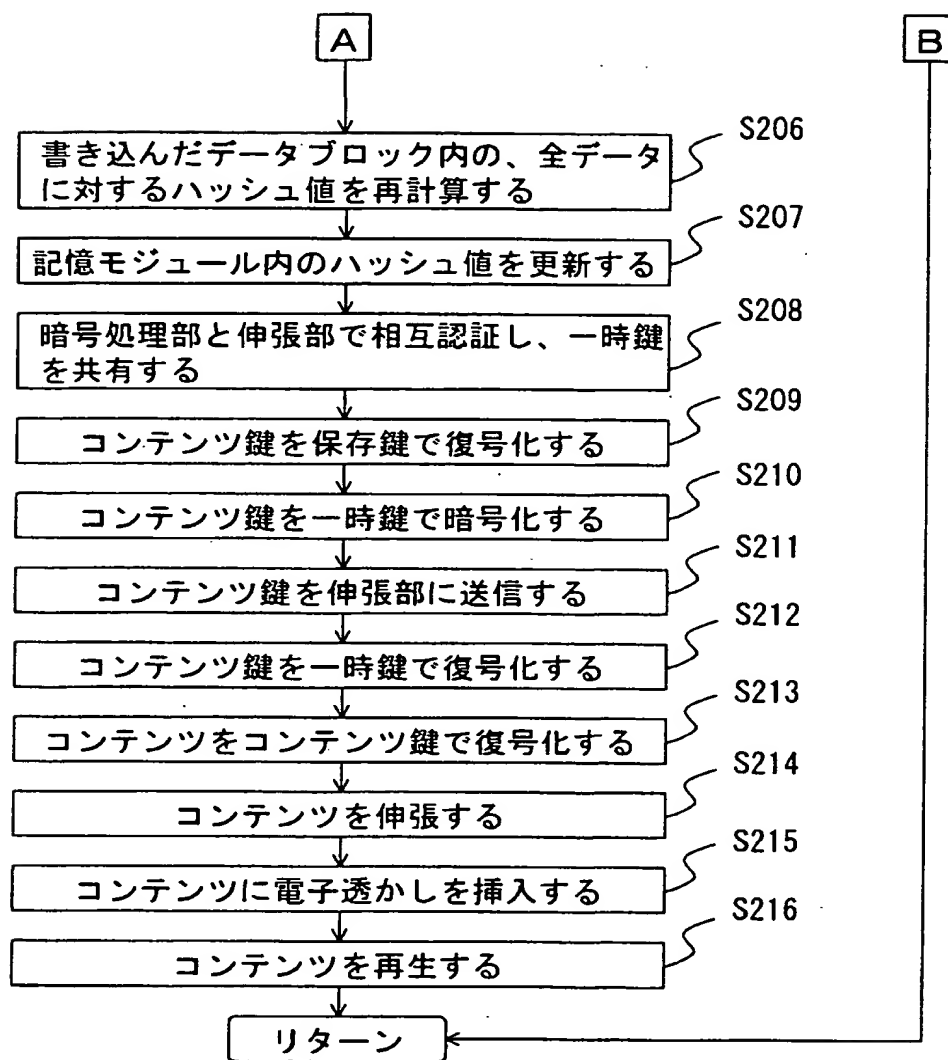 A
B
S206
書き込んだデータブロック内の、全データ
に対するハッシュ値を再計算する
S207
記憶モジュール内のハッシュ値を更新する
S208
暗号処理部と伸張部で相互認証し、一時鍵
を共有する
S209
コンテンツ鍵を保存鍵で復号化する
S210
コンテンツ鍵を一時鍵で暗号化する
S211
コンテンツ鍵を伸張部に送信する
S212
コンテンツ鍵を一時鍵で復号化する
S213
コンテンツをコンテンツ鍵で復号化する
S214
コンテンツを伸張する
S215
コンテンツに電子透かしを挿入する
S216
コンテンツを再生する
リターン